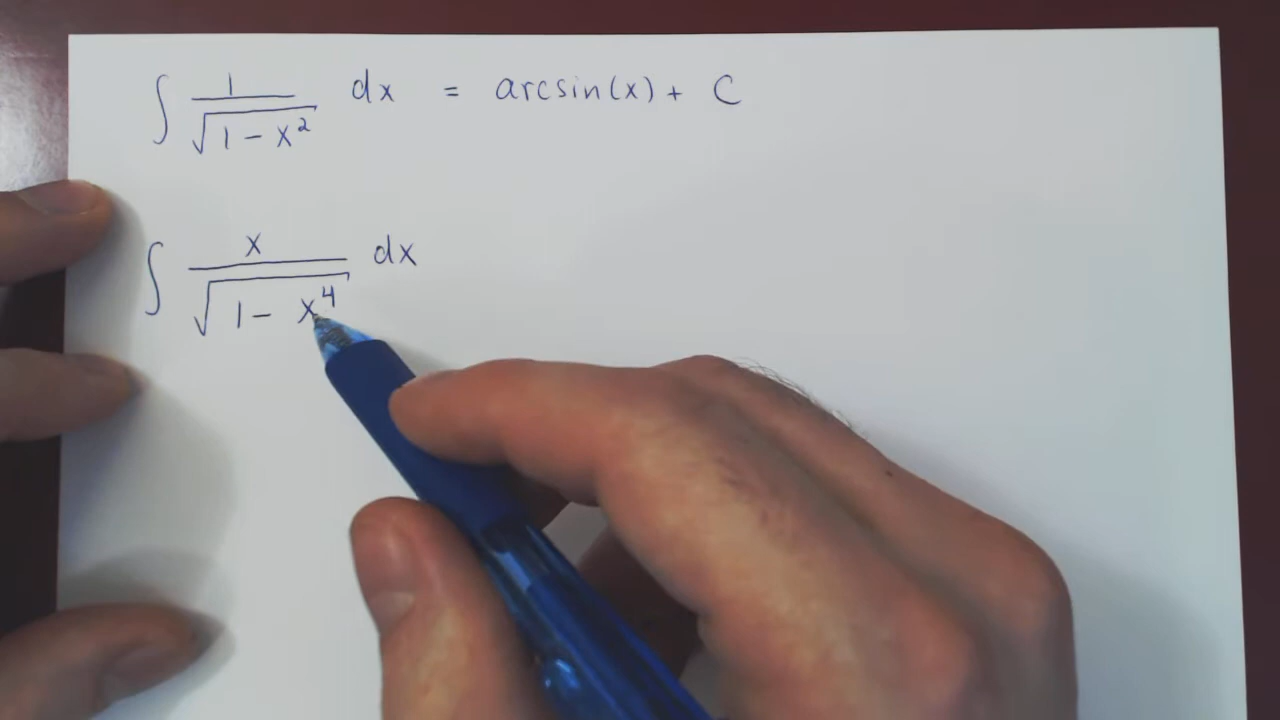 ∫ 1/√(1 - x²) dx = arcsin(x) + C
∫ x/√(1 - x⁴) dx